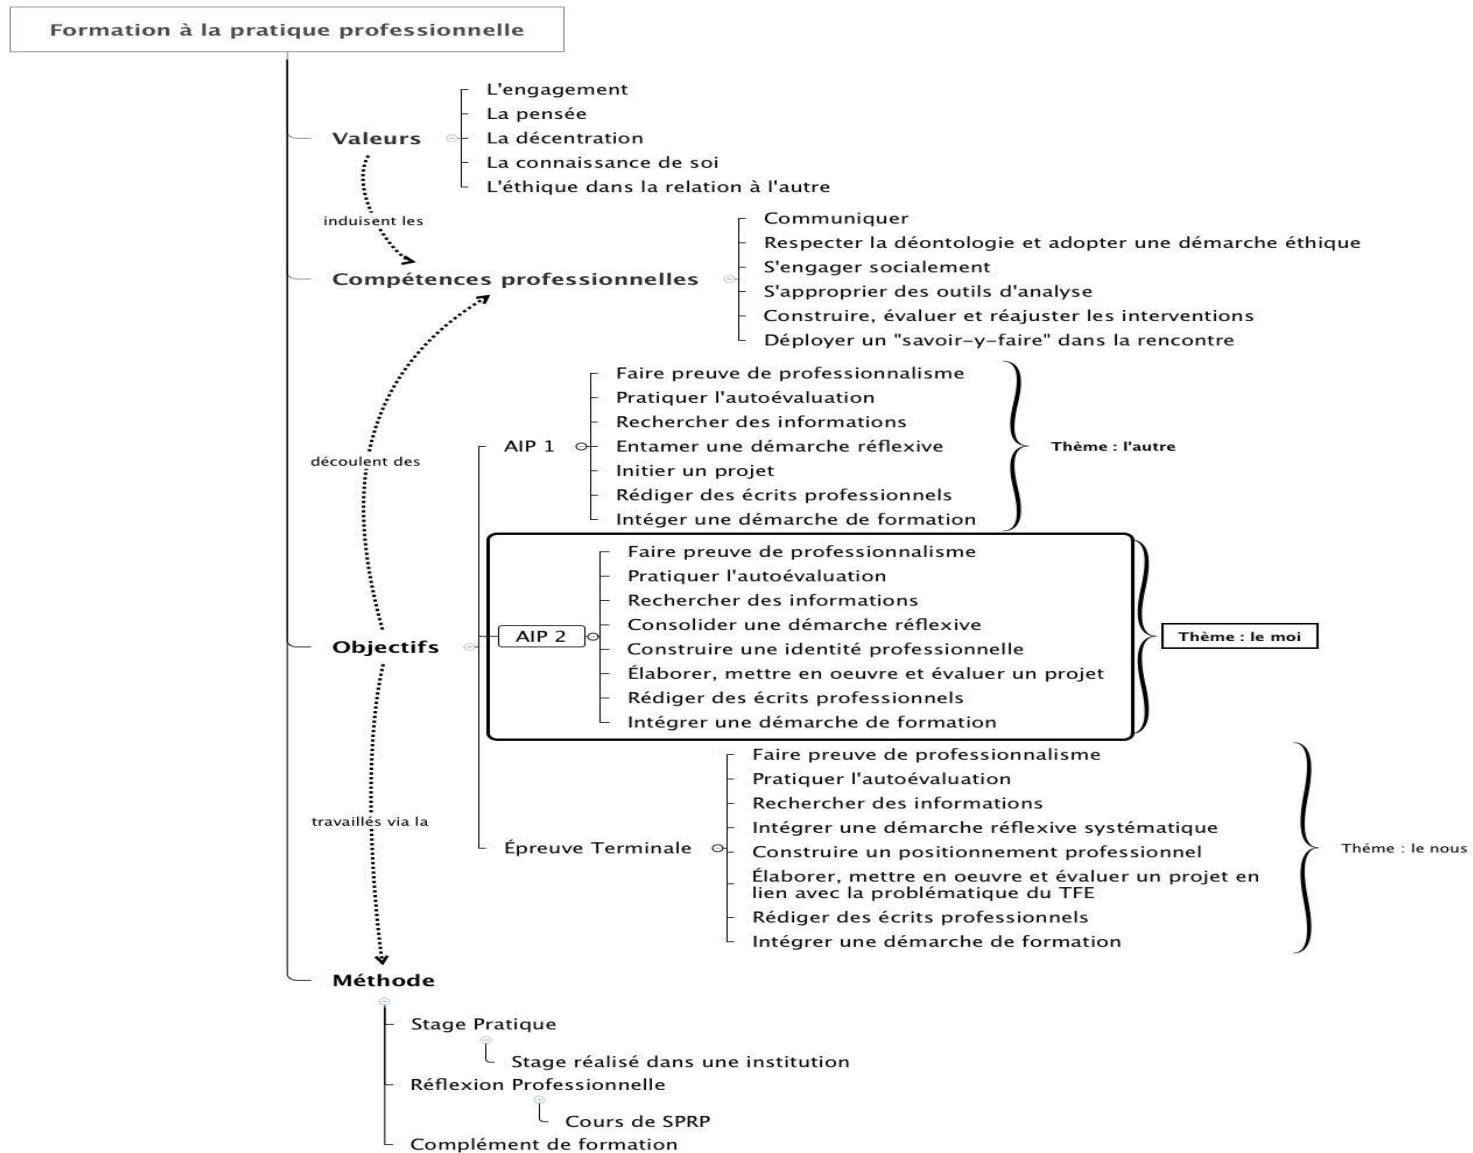 Formation à la pratique professionnelle
Valeurs
L'engagement
La pensée
La décentration
La connaissance de soi
L'éthique dans la relation à l'autre
induisent les
Compétences professionnelles
Communiquer
Respecter la déontologie et adopter une démarche éthique
S'engager socialement
S'approprier des outils d'analyse
Construire, évaluer et réajuster les interventions
Déployer un "savoir-y-faire" dans la rencontre
découlent des
Objectifs
AIP 1
Faire preuve de professionnalisme
Pratiquer l'autoévaluation
Rechercher des informations
Entamer une démarche réflexive
Initier un projet
Rédiger des écrits professionnels
Intéger une démarche de formation
Thème : l'autre
AIP 2
Faire preuve de professionnalisme
Pratiquer l'autoévaluation
Rechercher des informations
Consolider une démarche réflexive
Construire une identité professionnelle
Élaborer, mettre en oeuvre et évaluer un projet
Rédiger des écrits professionnels
Intégrer une démarche de formation
Thème : le moi
Épreuve Terminale
Faire preuve de professionnalisme
Pratiquer l'autoévaluation
Rechercher des informations
Intégrer une démarche réflexive systématique
Construire un positionnement professionnel
Élaborer, mettre en oeuvre et évaluer un projet en
lien avec la problématique du TFE
Rédiger des écrits professionnels
Intégrer une démarche de formation
Théme : le nous
travaillés via la
Méthode
Stage Pratique
Stage réalisé dans une institution
Réflexion Professionnelle
Cours de SPRP
Complément de formation